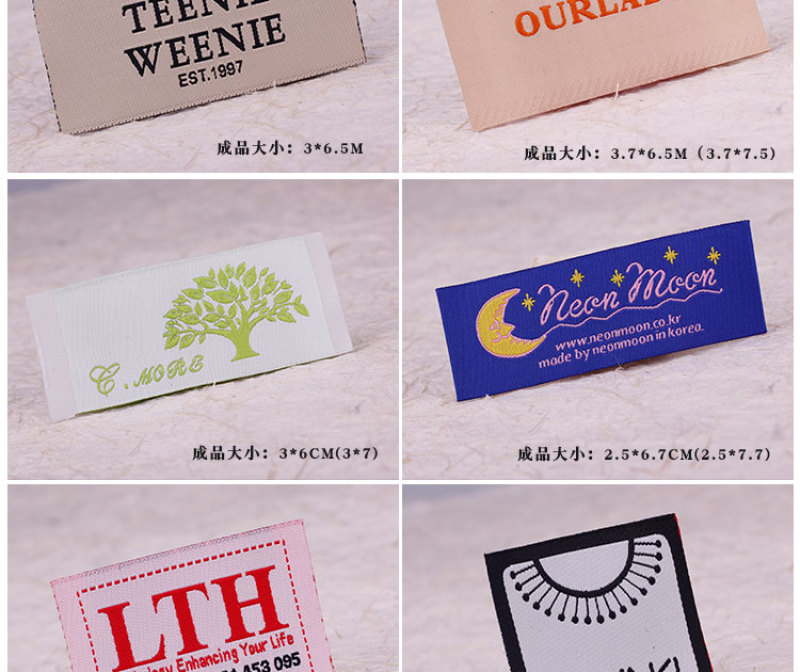 TEENIE
WEENIE
EST.1997
成品大小：3*6.5M
成品大小：3.7*6.5M（3.7*7.5）
C.MORE
成品大小：3*6CM(3*7)
Neon Moon
www.neonmoon.co.kr
made by neonmoon in korea.
成品大小：2.5*6.7CM(2.5*7.7)
LTH
Enhancing Your Life
453 095